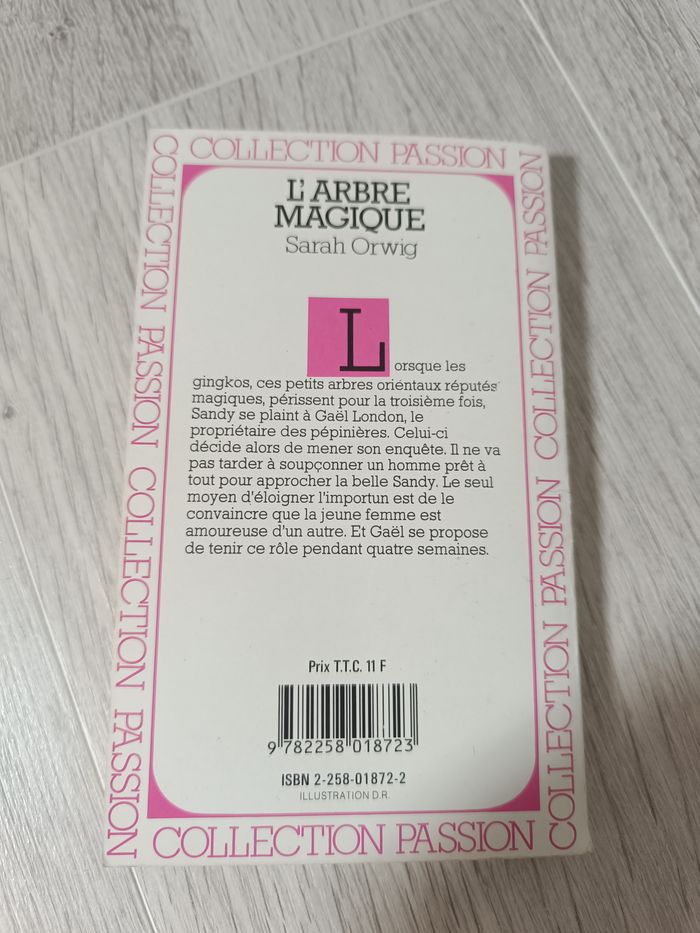 COLLECTION PASSION
COLLECTION PASSION COLLECTION PASSION
COLLECTION PASSION COLLECTION PASSION
L'ARBRE
MAGIQUE
Sarah Orwig
Lorsque les
gingkos, ces petits arbres orientaux réputés
magiques, périssent pour la troisième fois,
Sandy se plaint à Gaël London, le
propriétaire des pépinières. Celui-ci
décide alors de mener son enquête. Il ne va
pas tarder à soupçonner un homme prêt à
tout pour approcher la belle Sandy. Le seul
moyen d'éloigner l'importun est de le
convaincre que la jeune femme est
amoureuse d'un autre. Et Gaël se propose
de tenir ce rôle pendant quatre semaines.
Prix T.T.C. 11 F
9 782258 018723
ISBN 2-258-01872-2
ILLUSTRATION D.R.
COLLECTION PASSION